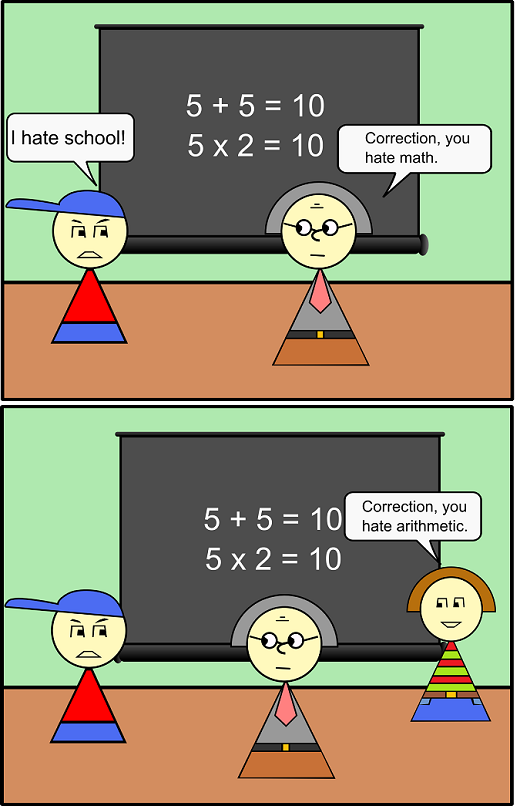 5 + 5 = 10
5 x 2 = 10
I hate school!
Correction, you
hate math.
5 + 5 = 10
5 x 2 = 10
Correction, you
hate arithmetic.